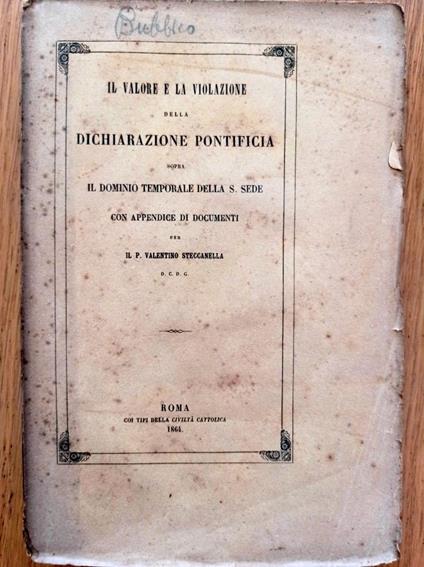 Bubbio
IL VALORE E LA VIOLAZIONE
DELLA
DICHIARAZIONE PONTIFICIA
SOPRA
IL DOMINIO TEMPORALE DELLA S. SEDE
CON APPENDICE DI DOCUMENTI
PER
IL P. VALENTINO STECCANELLA
D. C. D. G.
ROMA
COI TIPI DELLA CIVILTÀ CATTOLICA
1864.